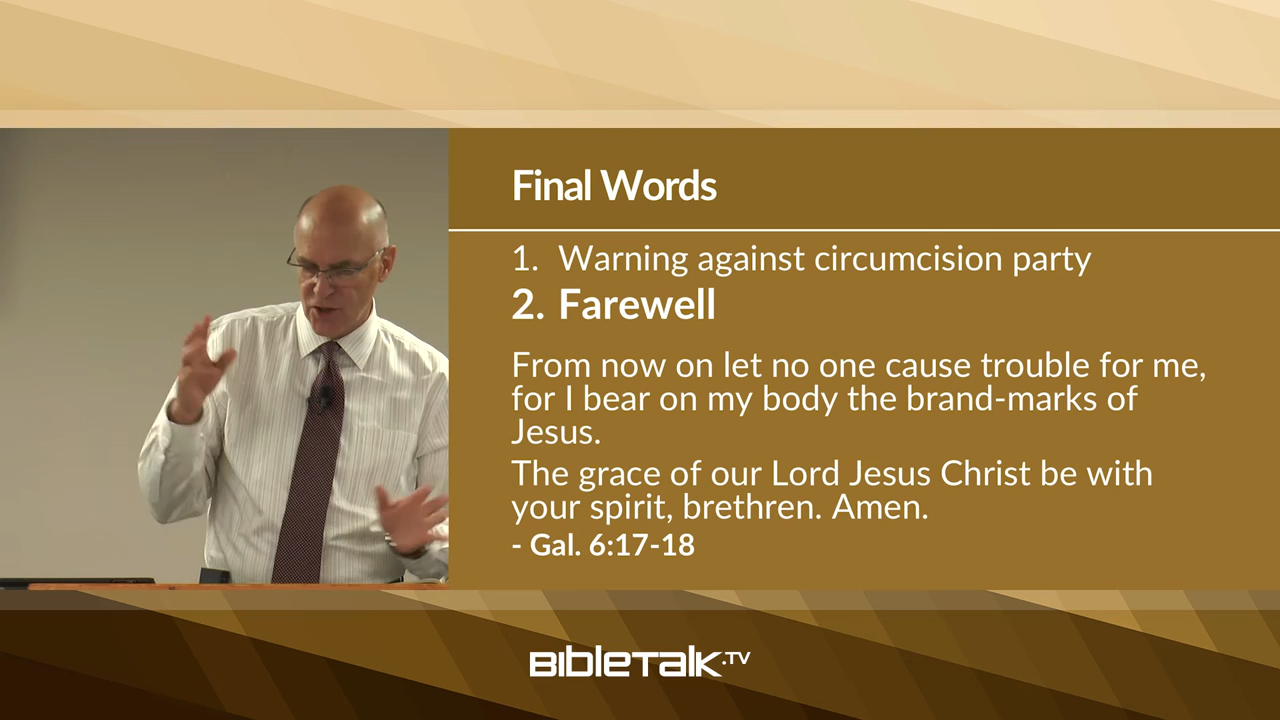 Final Words
1. Warning against circumcision party
2. Farewell
From now on let no one cause trouble for me,
for I bear on my body the brand-marks of
Jesus.
The grace of our Lord Jesus Christ be with
your spirit, brethren. Amen.
- Gal. 6:17-18
BIBLETALK.TV